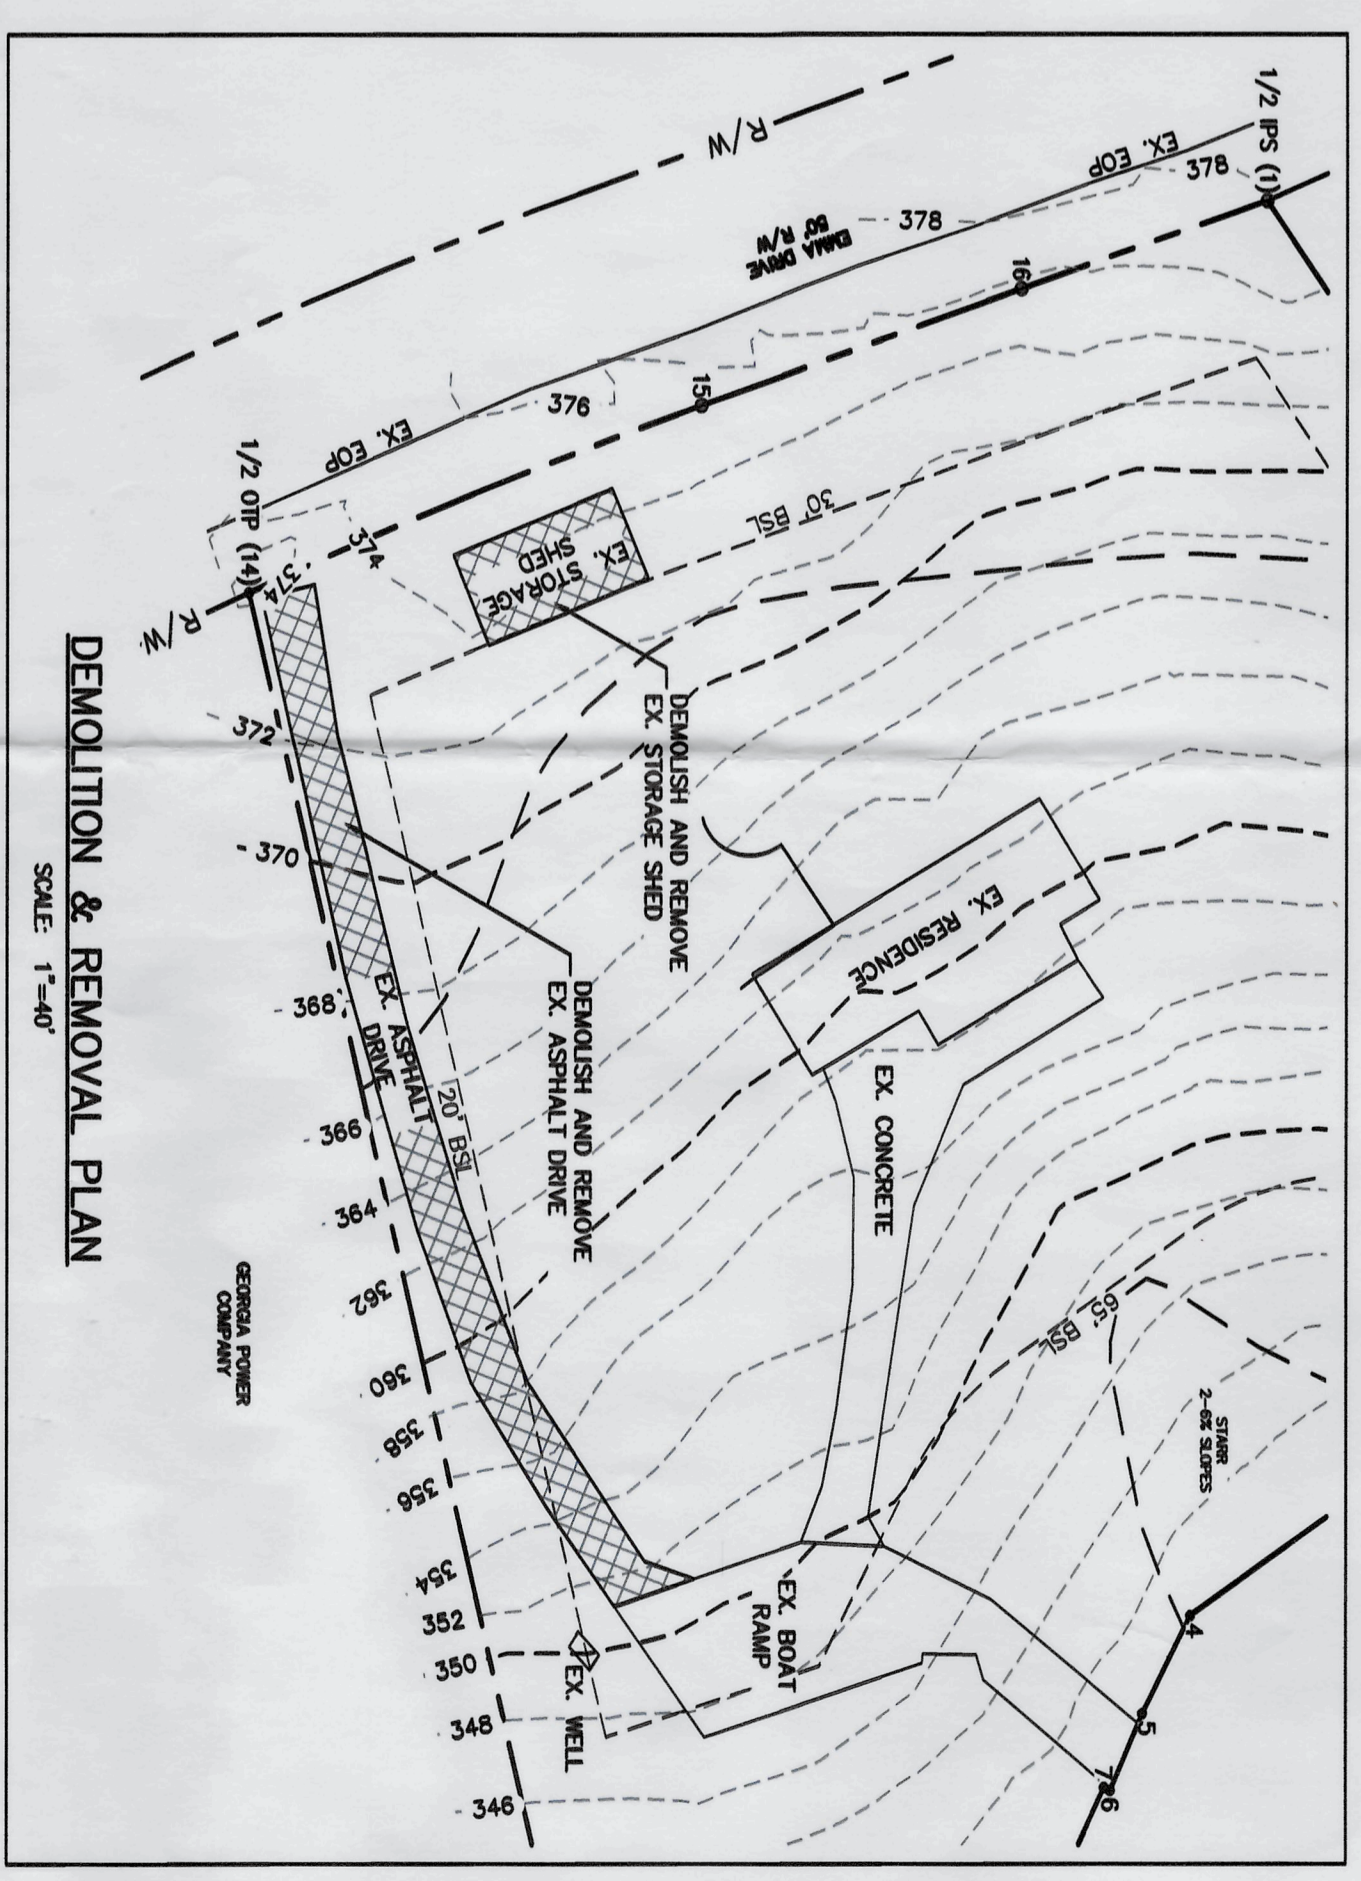 1/2 IPS (1)
EX. EOP
378
R/W
378
EMMA DRIVE
50' R/W
16
15
376
EX. EOP
1/2 OTP (14)
374
374
R/W
30' BSL
EX.
STORAGE
SHED
DEMOLISH AND REMOVE
EX. STORAGE SHED
372
370
368
366
364
362
360
358
356
354
352
350
348
346
EX. RESIDENCE
EX. CONCRETE
EX. ASPHALT
DRIVE
20' BSL
DEMOLISH AND REMOVE
EX. ASPHALT DRIVE
65' BSL
STARR
2-6% SLOPES
4
5
7
6
EX. BOAT
RAMP
EX. WELL
GEORGIA POWER
COMPANY
DEMOLITION & REMOVAL PLAN
SCALE: 1"=40'